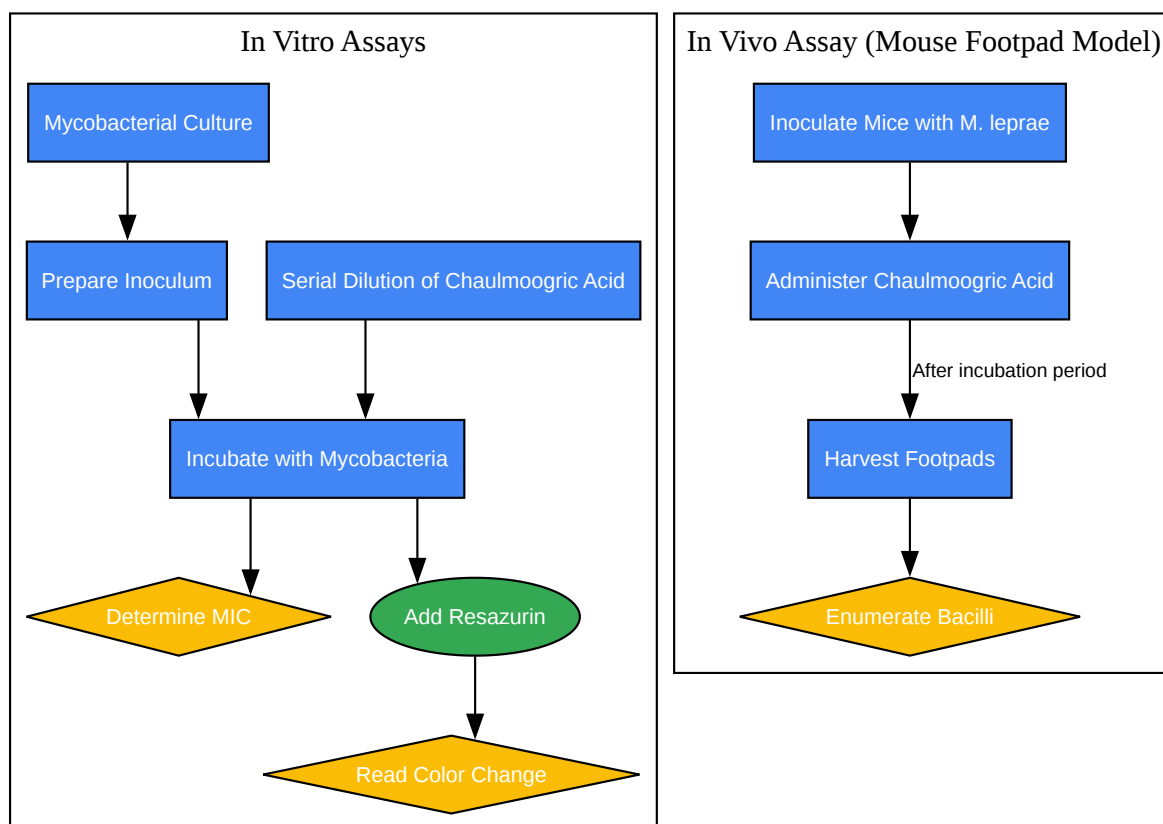 In Vitro Assays
Mycobacterial Culture
Prepare Inoculum
Serial Dilution of Chaulmoogric Acid
Incubate with Mycobacteria
Determine MIC
Add Resazurin
Read Color Change
In Vivo Assay (Mouse Footpad Model)
Inoculate Mice with M. leprae
Administer Chaulmoogric Acid
After incubation period
Harvest Footpads
Enumerate Bacilli